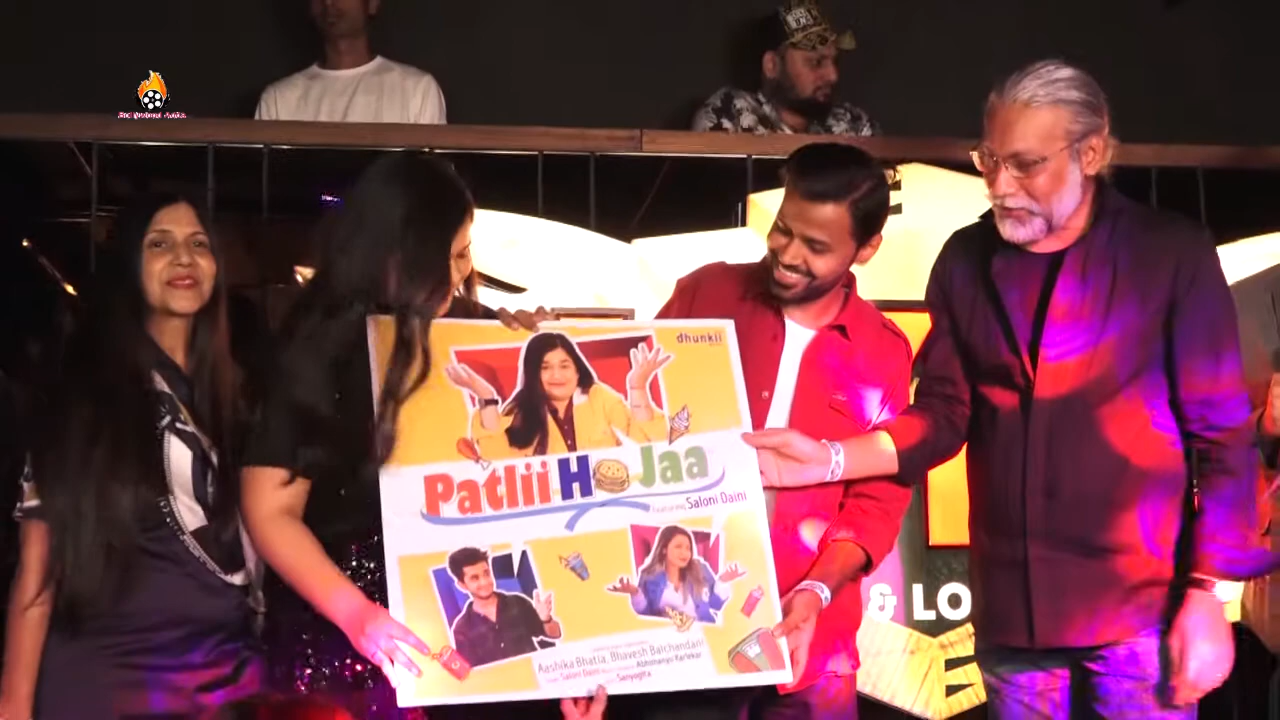 dhunkii
Patlii Ho Jaa
Featuring Saloni Daini
Aashika Bhatia, Bhavesh Balchandani
Saloni Daini Abhimanyu Karlekar
Sanyogita
& LO